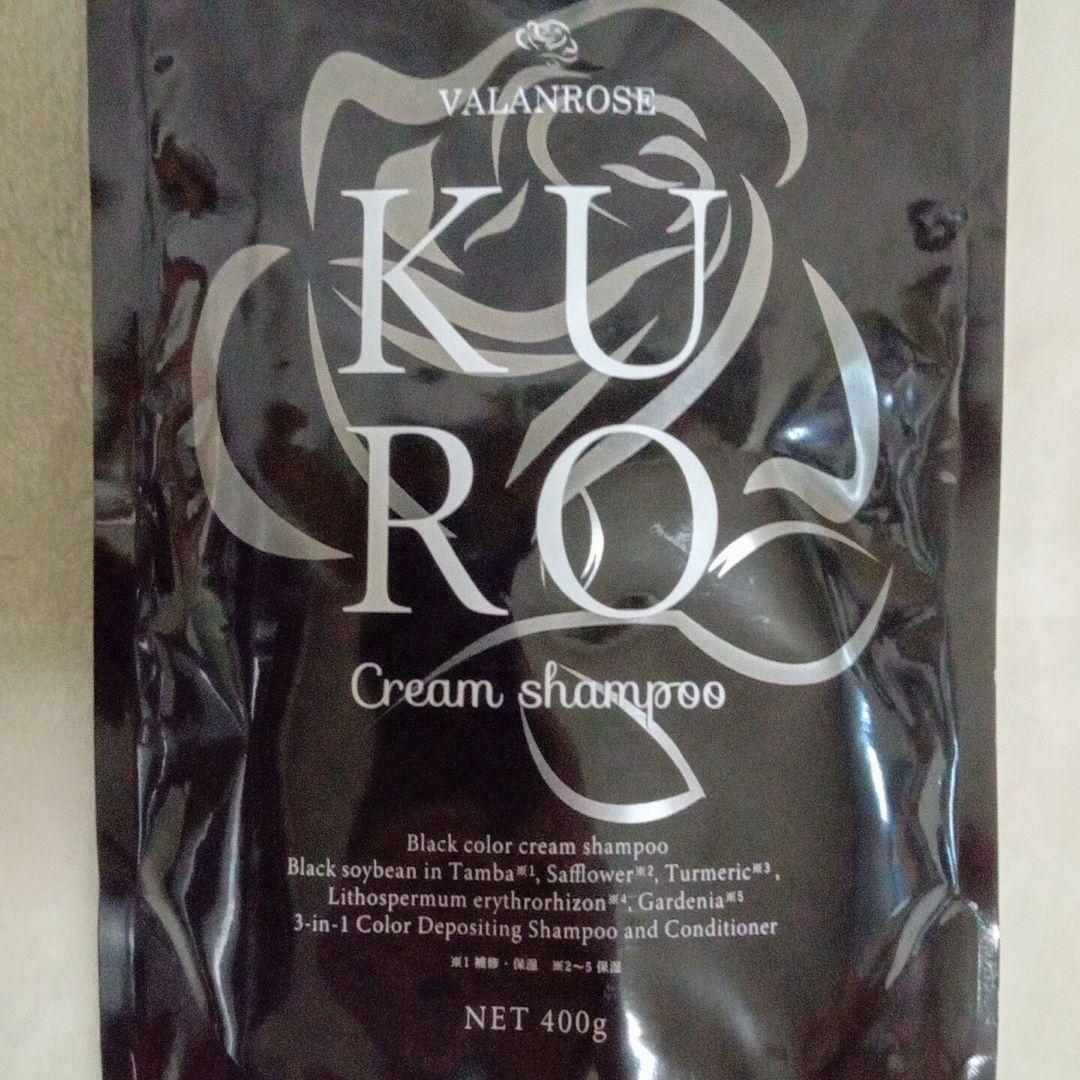 VALANROSE
KU
RO
Cream shampoo
Black color cream shampoo
Black soybean in Tamba※1, Safflower※2, Turmeric※3,
Lithospermum erythrorhizon※4, Gardenia※5
3-in-1 Color Depositing Shampoo and Conditioner
※1 補修・保湿 ※2~5 保湿
NET 400g